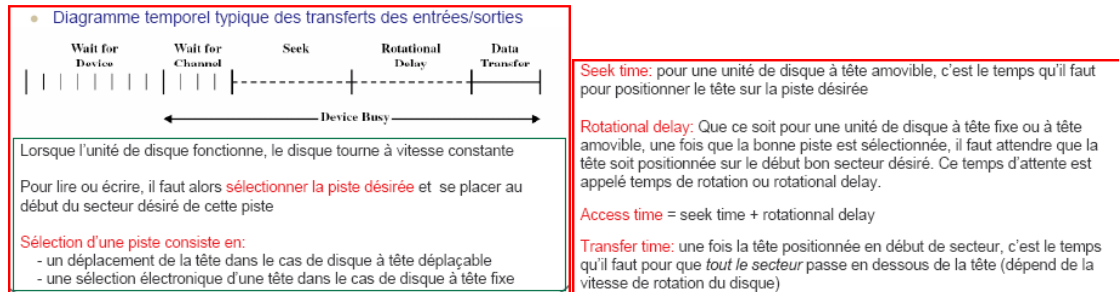 Diagramme temporel typique des transferts des entrées/sorties
Wait for Device
Wait for Channel
Seek
Rotational Delay
Data Transfer
Device Busy
Lorsque l'unité de disque fonctionne, le disque tourne à vitesse constante
Pour lire ou écrire, il faut alors sélectionner la piste désirée et se placer au
début du secteur désiré de cette piste
Sélection d'une piste consiste en:
- un déplacement de la tête dans le cas de disque à tête déplaçable
- une sélection électronique d'une tête dans le cas de disque à tête fixe
Seek time: pour une unité de disque à tête amovible, c'est le temps qu'il faut
pour positionner le tête sur la piste désirée
Rotational delay: Que ce soit pour une unité de disque à tête fixe ou à tête
amovible, une fois que la bonne piste est sélectionnée, il faut attendre que la
tête soit positionnée sur le début bon secteur désiré. Ce temps d'attente est
appelé temps de rotation ou rotational delay.
Access time = seek time + rotationnal delay
Transfer time: une fois la tête positionnée en début de secteur, c'est le temps
qu'il faut pour que tout le secteur passe en dessous de la tête (dépend de la
vitesse de rotation du disque)